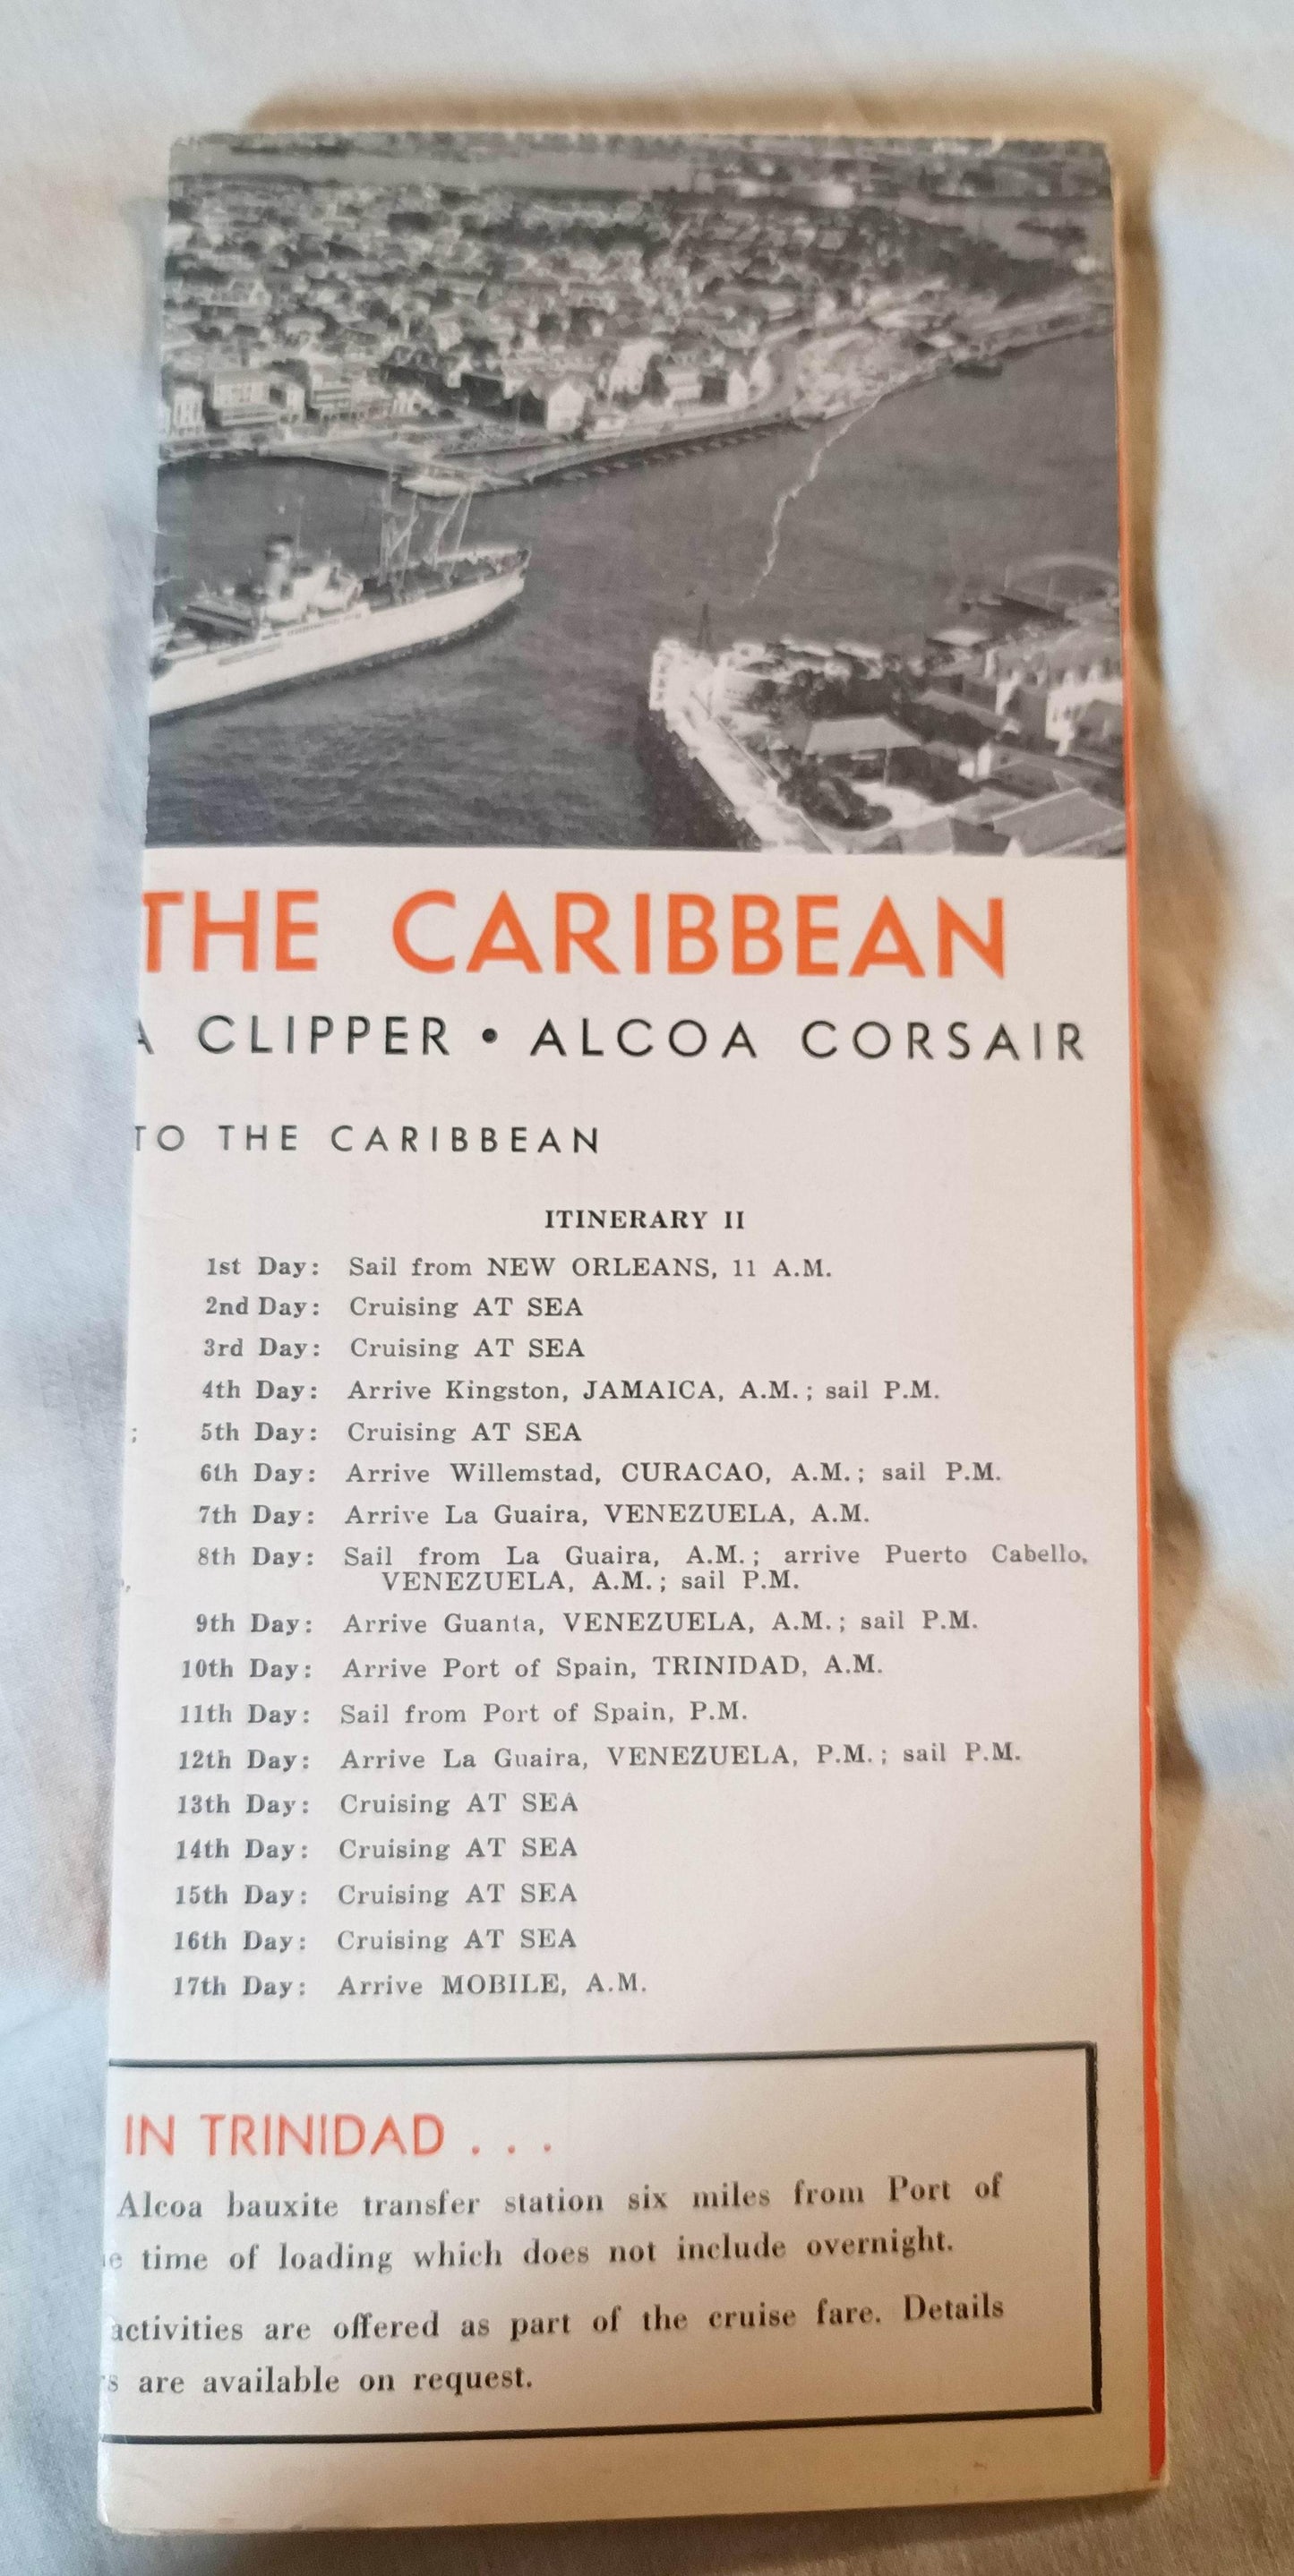 THE CARIBBEAN
CLIPPER • ALCOA CORSAIR
TO THE CARIBBEAN
ITINERARY II
1st Day: Sail from NEW ORLEANS, 11 A.M.
2nd Day: Cruising AT SEA
3rd Day: Cruising AT SEA
4th Day: Arrive Kingston, JAMAICA, A.M.; sail P.M.
5th Day: Cruising AT SEA
6th Day: Arrive Willemstad, CURACAO, A.M.; sail P.M.
7th Day: Arrive La Guaira, VENEZUELA, A.M.
8th Day: Sail from La Guaira, A.M.; arrive Puerto Cabello,
VENEZUELA, A.M.; sail P.M.
9th Day: Arrive Guanta, VENEZUELA, A.M.; sail P.M.
10th Day: Arrive Port of Spain, TRINIDAD, A.M.
11th Day: Sail from Port of Spain, P.M.
12th Day: Arrive La Guaira, VENEZUELA, P.M.; sail P.M.
13th Day: Cruising AT SEA
14th Day: Cruising AT SEA
15th Day: Cruising AT SEA
16th Day: Cruising AT SEA
17th Day: Arrive MOBILE, A.M.
IN TRINIDAD . . .
Alcoa bauxite transfer station six miles from Port of
time of loading which does not include overnight.
activities are offered as part of the cruise fare. Details
are available on request.